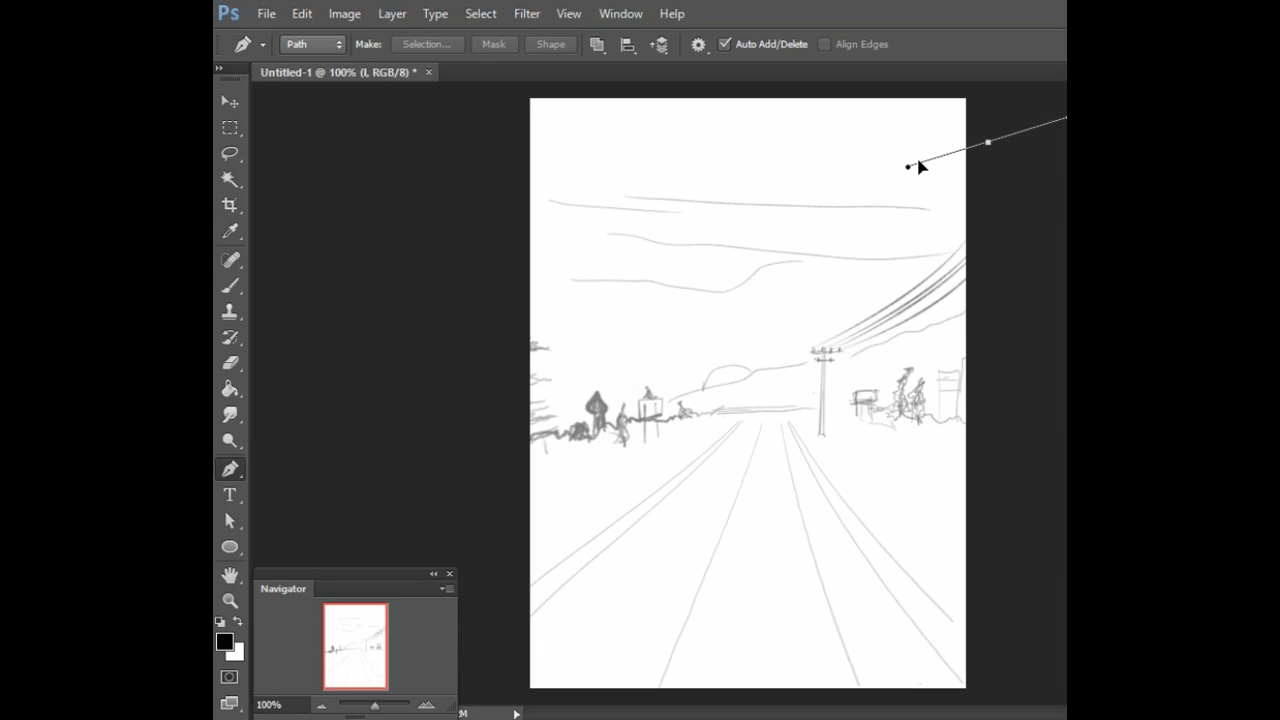 Ps File Edit Image Layer Type Select Filter View Window Help
Path Make: Selection... Mask Shape Auto Add/Delete Align Edges
Untitled-1 @ 100% (I, RGB/8) * ×
T
Navigator
100%
M